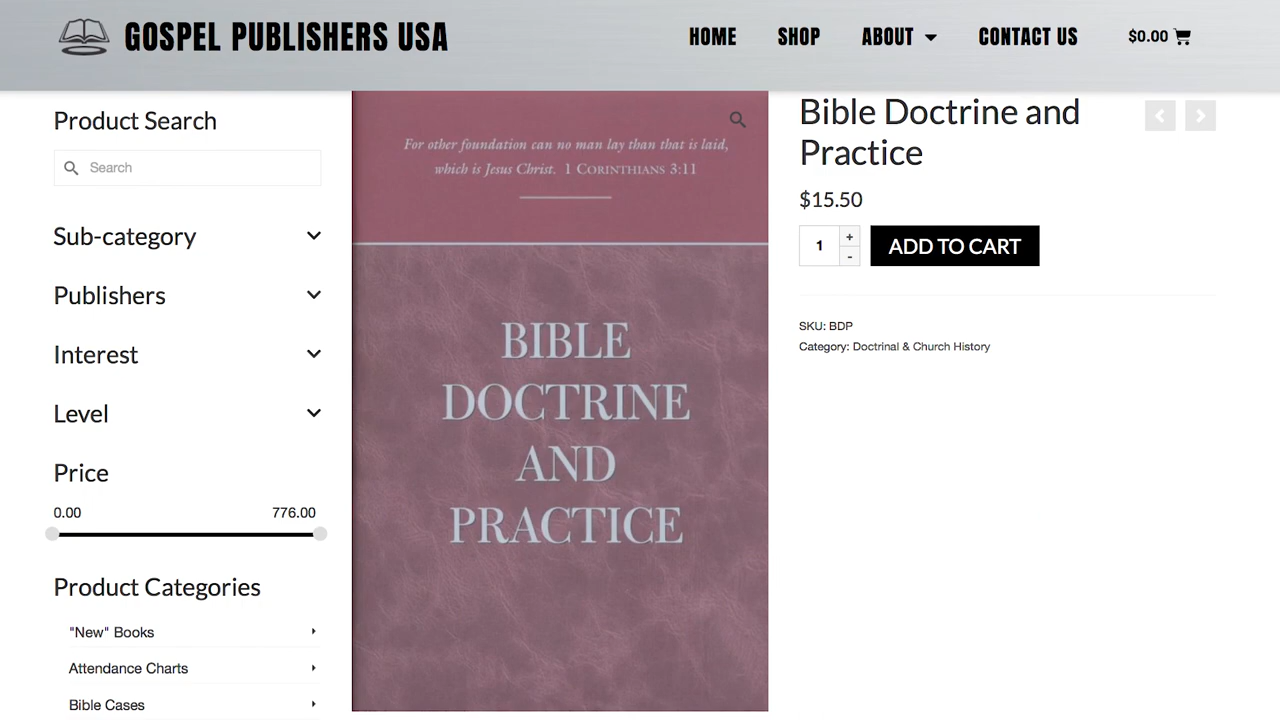 GOSPEL PUBLISHERS USA
HOME SHOP ABOUT CONTACT US $0.00
Product Search
Search
Sub-category
Publishers
Interest
Level
Price
0.00 776.00
Product Categories
"New" Books
Attendance Charts
Bible Cases
For other foundation can no man lay than that is laid,
which is Jesus Christ. 1 CORINTHIANS 3:11
BIBLE
DOCTRINE
AND
PRACTICE
Bible Doctrine and
Practice
$15.50
1 + - ADD TO CART
SKU: BDP
Category: Doctrinal & Church History